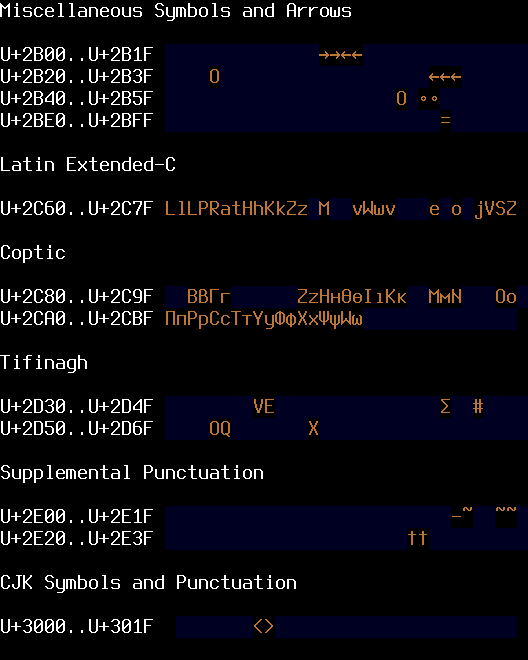 Miscellaneous Symbols and Arrows
U+2B00..U+2B1F →→←←
U+2B20..U+2B3F O ←←←
U+2B40..U+2B5F O ∘∘
U+2BE0..U+2BFF =
Latin Extended-C
U+2C60..U+2C7F LlLPRatHhKkZz M vWwv e o jVSZ
Coptic
U+2C80..U+2C9F BBΓг ZzHнθɵIıKĸ MмN Oo
U+2CA0..U+2CBF ПпPpCcTтYyΦɸXxΨψWω
Tifinagh
U+2D30..U+2D4F VE Σ #
U+2D50..U+2D6F OQ X
Supplemental Punctuation
U+2E00..U+2E1F –~ ~~
U+2E20..U+2E3F ††
CJK Symbols and Punctuation
U+3000..U+301F <>